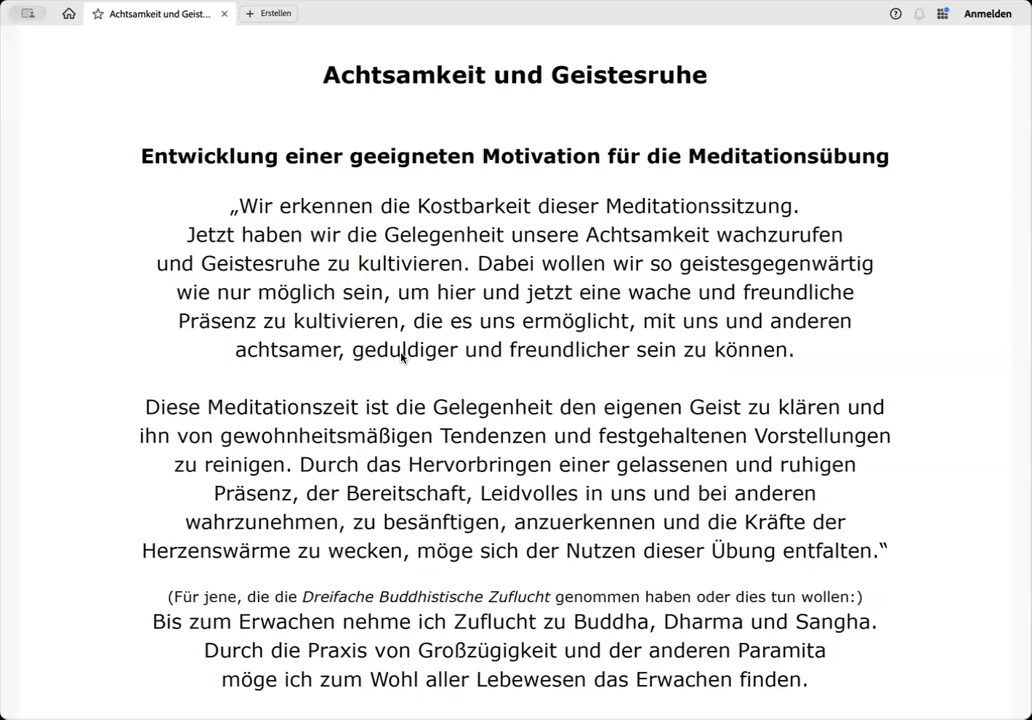 Achtsamkeit und Geist...
Erstellen
Anmelden
Achtsamkeit und Geistesruhe
Entwicklung einer geeigneten Motivation für die Meditationsübung
„Wir erkennen die Kostbarkeit dieser Meditationssitzung.
Jetzt haben wir die Gelegenheit unsere Achtsamkeit wachzurufen
und Geistesruhe zu kultivieren. Dabei wollen wir so geistesgegenwärtig
wie nur möglich sein, um hier und jetzt eine wache und freundliche
Präsenz zu kultivieren, die es uns ermöglicht, mit uns und anderen
achtsamer, geduldiger und freundlicher sein zu können.
Diese Meditationszeit ist die Gelegenheit den eigenen Geist zu klären und
ihn von gewohnheitsmäßigen Tendenzen und festgehaltenen Vorstellungen
zu reinigen. Durch das Hervorbringen einer gelassenen und ruhigen
Präsenz, der Bereitschaft, Leidvolles in uns und bei anderen
wahrzunehmen, zu besänftigen, anzuerkennen und die Kräfte der
Herzenswärme zu wecken, möge sich der Nutzen dieser Übung entfalten.“
(Für jene, die die Dreifache Buddhistische Zuflucht genommen haben oder dies tun wollen:)
Bis zum Erwachen nehme ich Zuflucht zu Buddha, Dharma und Sangha.
Durch die Praxis von Großzügigkeit und der anderen Paramita
möge ich zum Wohl aller Lebewesen das Erwachen finden.